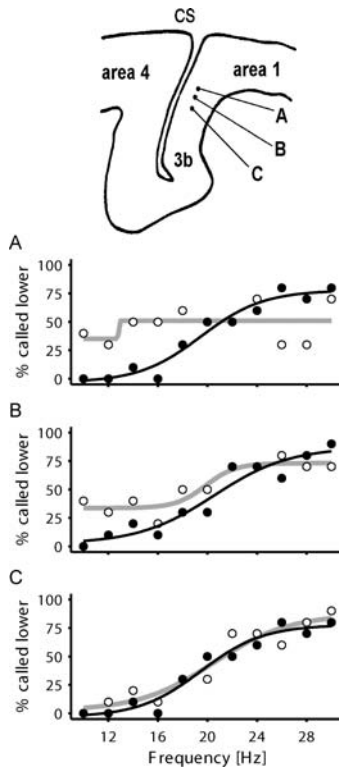 CS
area 4
area 1
A
B
3b
C
A
% called lower
100
75
50
25
0
B
% called lower
100
75
50
25
0
C
% called lower
100
75
50
25
0
12
16
20
24
28
Frequency [Hz]